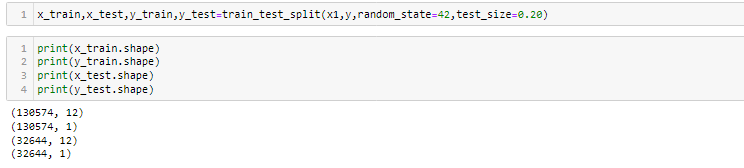 1 x_train,x_test,y_train,y_test=train_test_split(x1,y,random_state=42,test_size=0.20)
1 print(x_train.shape)
2 print(y_train.shape)
3 print(x_test.shape)
4 print(y_test.shape)
(130574, 12)
(130574, 1)
(32644, 12)
(32644, 1)